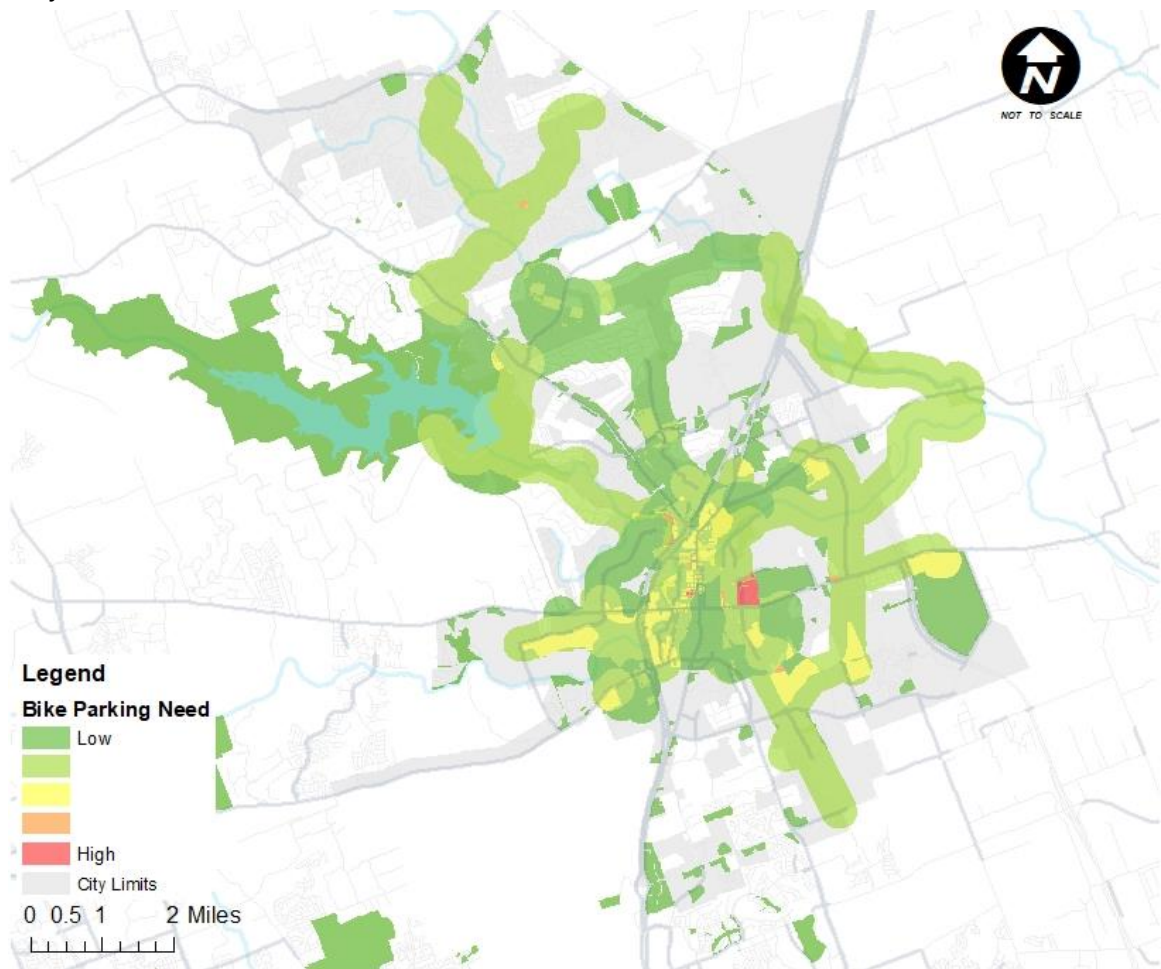 N
NOT TO SCALE
Legend
Bike Parking Need
Low
High
City Limits
0 0.5 1 2 Miles